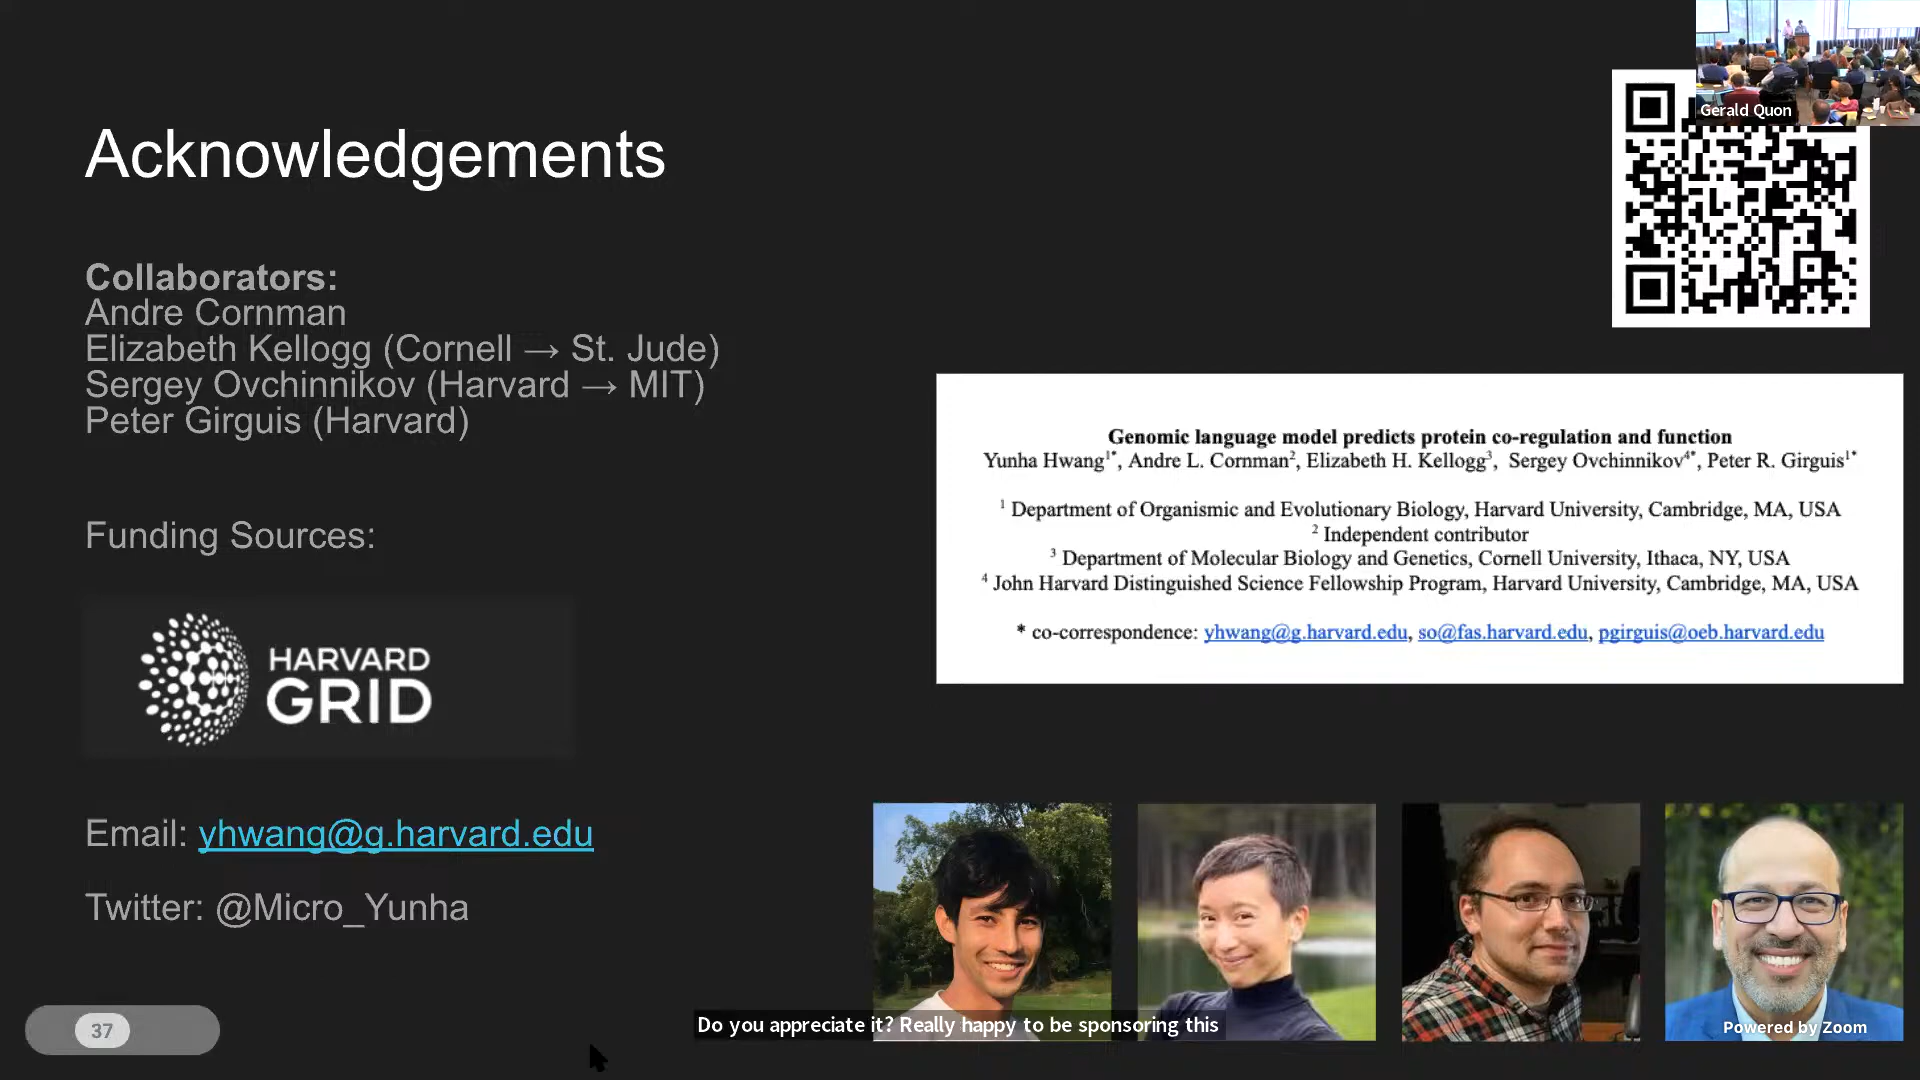 Gerald Quon
Acknowledgements
Collaborators:
Andre Cornman
Elizabeth Kellogg (Cornell → St. Jude)
Sergey Ovchinnikov (Harvard → MIT)
Peter Girguis (Harvard)
Funding Sources:
HARVARD
GRID
Email: yhwang@g.harvard.edu
Twitter: @Micro_Yunha
37
Genomic language model predicts protein co-regulation and function
Yunha Hwang1*, Andre L. Cornman2, Elizabeth H. Kellogg3, Sergey Ovchinnikov4*, Peter R. Girguis1*
1 Department of Organismic and Evolutionary Biology, Harvard University, Cambridge, MA, USA
2 Independent contributor
3 Department of Molecular Biology and Genetics, Cornell University, Ithaca, NY, USA
4 John Harvard Distinguished Science Fellowship Program, Harvard University, Cambridge, MA, USA
* co-correspondence: yhwang@g.harvard.edu, so@fas.harvard.edu, pgirguis@oeb.harvard.edu
Do you appreciate it? Really happy to be sponsoring this
Powered by Zoom